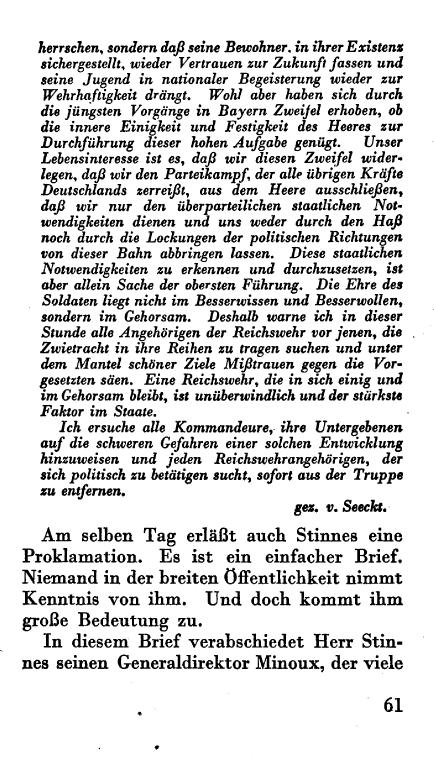 herrschen, sondern daß seine Bewohner. in ihrer Existenz
sichergestellt, wieder Vertrauen zur Zukunft fassen und
seine Jugend in nationaler Begeisterung wieder zur
Wehrhaftigkeit drängt. Wohl aber haben sich durch
die jüngsten Vorgänge in Bayern Zweifel erhoben, ob
die innere Einigkeit und Festigkeit des Heeres zur
Durchführung dieser hohen Aufgabe genügt. Unser
Lebensinteresse ist es, daß wir diesen Zweifel wider-
legen, daß wir den Parteikampf, der alle übrigen Kräfte
Deutschlands zerreißt, aus dem Heere ausschließen,
daß wir nur den überparteilichen staatlichen Not-
wendigkeiten dienen und uns weder durch den Haß
noch durch die Lockungen der politischen Richtungen
von dieser Bahn abbringen lassen. Diese staatlichen
Notwendigkeiten zu erkennen und durchzusetzen, ist
aber allein Sache der obersten Führung. Die Ehre des
Soldaten liegt nicht im Besserwissen und Besserwollen,
sondern im Gehorsam. Deshalb warne ich in dieser
Stunde alle Angehörigen der Reichswehr vor jenen, die
Zwietracht in ihre Reihen zu tragen suchen und unter
dem Mantel schöner Ziele Mißtrauen gegen die Vor-
gesetzten säen. Eine Reichswehr, die in sich einig und
im Gehorsam bleibt, ist unüberwindlich und der stärkste
Faktor im Staate.
Ich ersuche alle Kommandeure, ihre Untergebenen
auf die schweren Gefahren einer solchen Entwicklung
hinzuweisen und jeden Reichswehrangehörigen, der
sich politisch zu betätigen sucht, sofort aus der Truppe
zu entfernen.
gez. v. Seeckt.
Am selben Tag erläßt auch Stinnes eine
Proklamation. Es ist ein einfacher Brief.
Niemand in der breiten Öffentlichkeit nimmt
Kenntnis von ihm. Und doch kommt ihm
große Bedeutung zu.
In diesem Brief verabschiedet Herr Stin-
nes seinen Generaldirektor Minoux, der viele
61